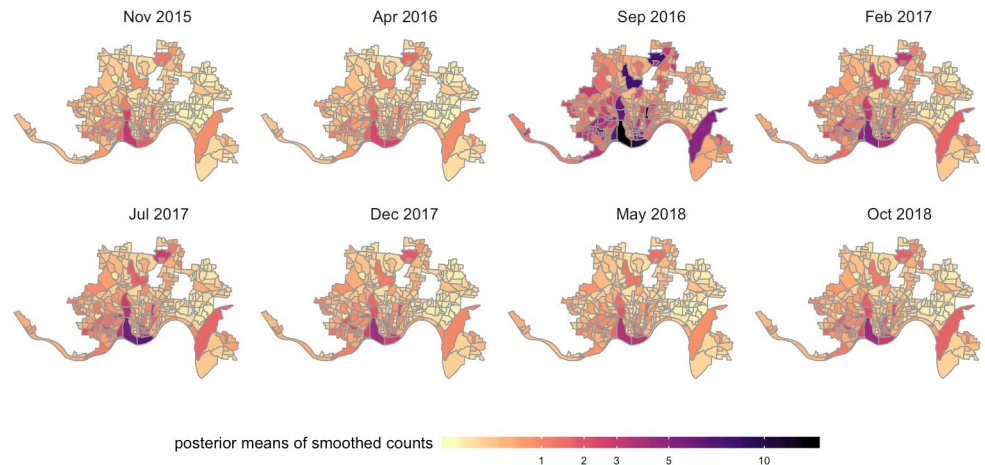 Nov 2015
Apr 2016
Sep 2016
Feb 2017
Jul 2017
Dec 2017
May 2018
Oct 2018
posterior means of smoothed counts
1 2 3 5 10